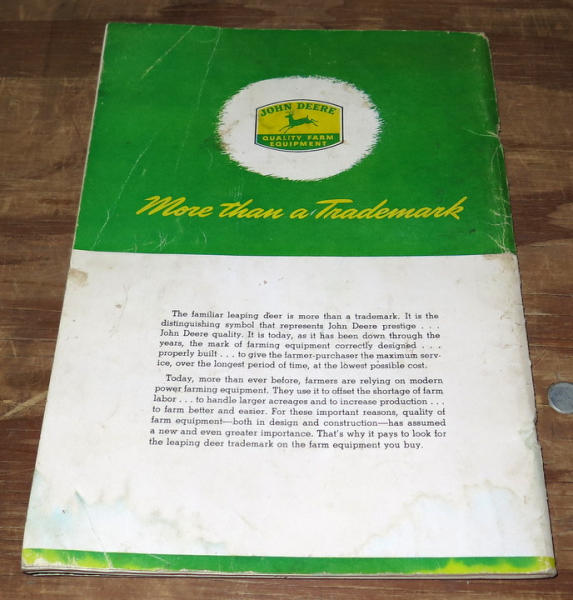 JOHN DEERE
QUALITY FARM
EQUIPMENT
More than a Trademark
The familiar leaping deer is more than a trademark. It is the
distinguishing symbol that represents John Deere prestige . . .
John Deere quality. It is today, as it has been down through the
years, the mark of farming equipment correctly designed . . .
properly built . . . to give the farmer-purchaser the maximum serv-
ice, over the longest period of time, at the lowest possible cost.
Today, more than ever before, farmers are relying on modern
power farming equipment. They use it to offset the shortage of farm
labor . . . to handle larger acreages and to increase production . . .
to farm better and easier. For these important reasons, quality of
farm equipment—both in design and construction—has assumed
a new and even greater importance. That's why it pays to look for
the leaping deer trademark on the farm equipment you buy.